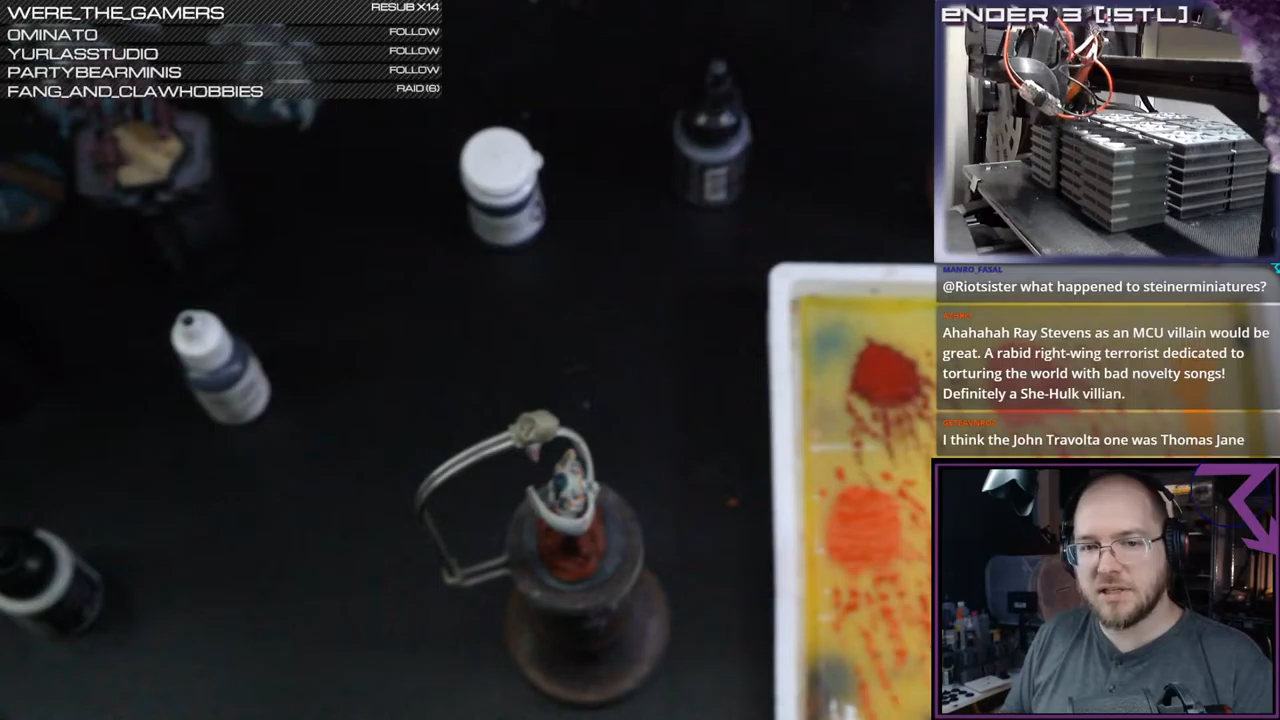 WERE_THE_GAMERS RESUB X14
OMINATO FOLLOW
YURLASSTUDIO FOLLOW
PARTYBEARMINIS FOLLOW
FANG_AND_CLAWHOBBIES RAID (6)
ENDER 3 [.STL]
MANRO_FASAL
@Riotsister what happened to steinerminiatures?
Ahahahah Ray Stevens as an MCU villain would be
great. A rabid right-wing terrorist dedicated to
torturing the world with bad novelty songs!
Definitely a She-Hulk villian.
I think the John Travolta one was Thomas Jane